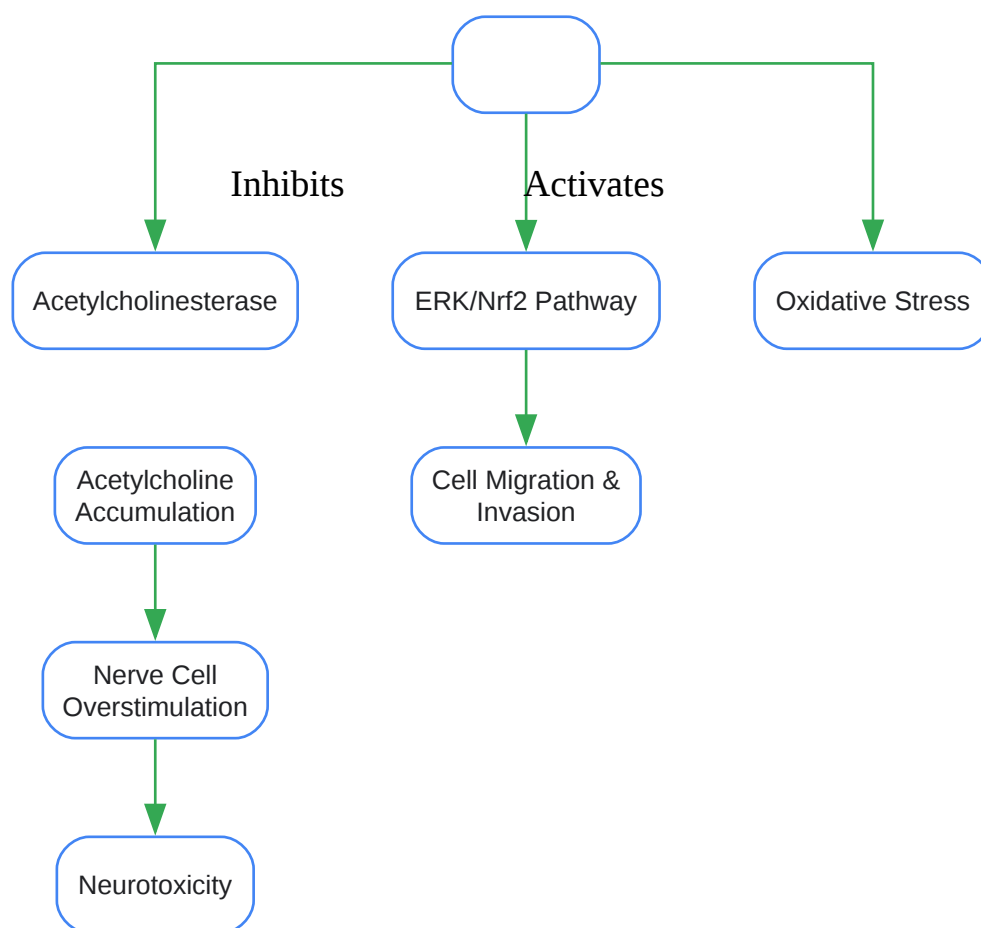 Inhibits
Activates
Acetylcholinesterase
ERK/Nrf2 Pathway
Oxidative Stress
Acetylcholine
Accumulation
Cell Migration &
Invasion
Nerve Cell
Overstimulation
Neurotoxicity